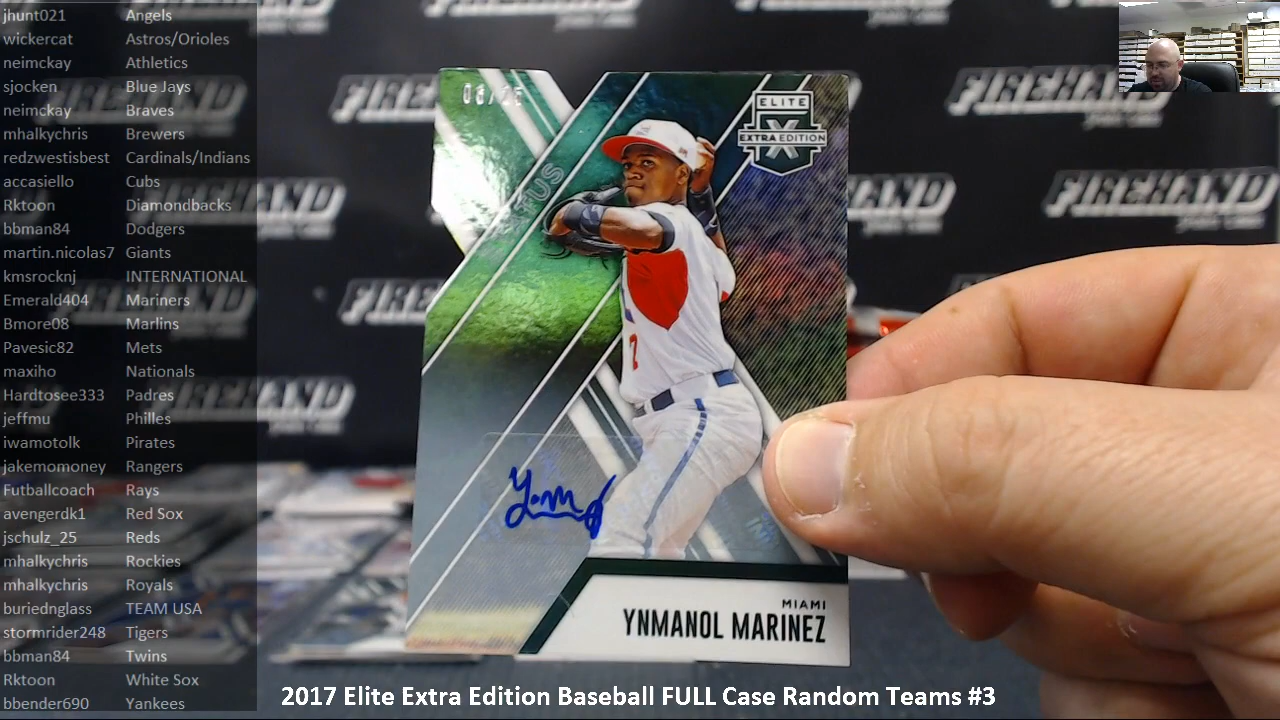 jhunt021 Angels
wickercat Astros/Orioles
neimckay Athletics
sjocken Blue Jays
neimckay Braves
mhalkychris Brewers
redzwestisbest Cardinals/Indians
accasiello Cubs
Rktoon Diamondbacks
bbman84 Dodgers
martin.nicolas7 Giants
kmsrocknj INTERNATIONAL
Emerald404 Mariners
Bmore08 Marlins
Pavesic82 Mets
maxiho Nationals
Hardtosee333 Padres
jeffmu Philles
iwamotolk Pirates
jakemomoney Rangers
Futballcoach Rays
avengerdk1 Red Sox
jschulz_25 Reds
mhalkychris Rockies
mhalkychris Royals
buriednglass TEAM USA
stormrider248 Tigers
bbman84 Twins
Rktoon White Sox
bbender690 Yankees
FIREHAND
ELITE
X
EXTRA EDITION
7
MIAMI
YNMANOL MARINEZ
2017 Elite Extra Edition Baseball FULL Case Random Teams #3